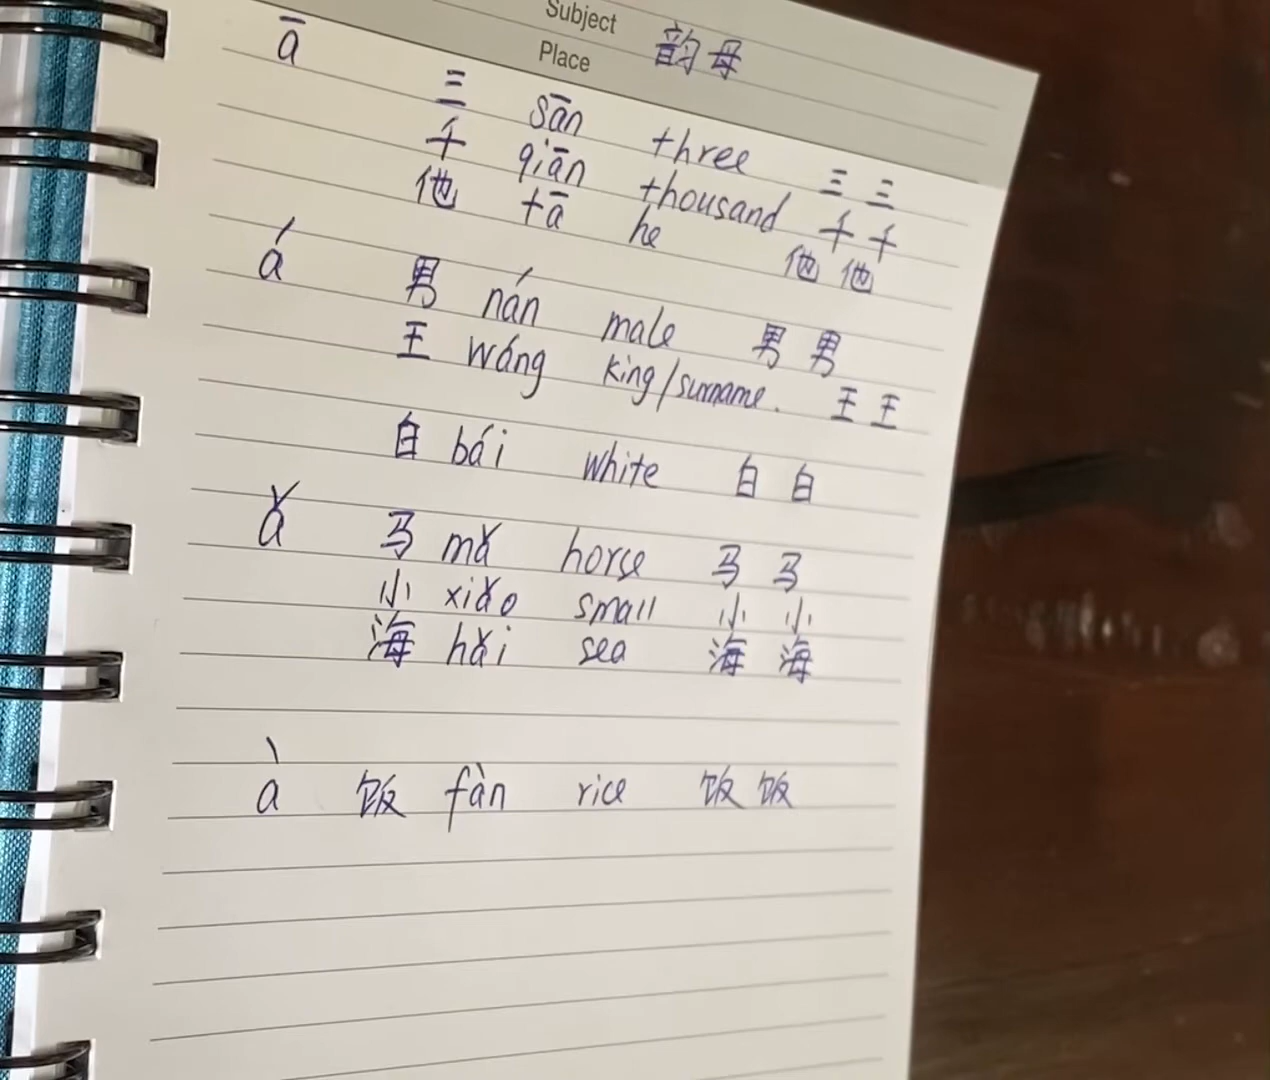 Subject 韵母
Place
ā
三 sān three 三 三
千 qiān thousand 千 千
他 tā he 他 他
á
男 nán male 男 男
王 wáng king/surname. 王 王
白 bái white 白 白
ǎ
马 mǎ horse 马 马
小 xiǎo small 小 小
海 hǎi sea 海 海
à 饭 fàn rice 饭 饭